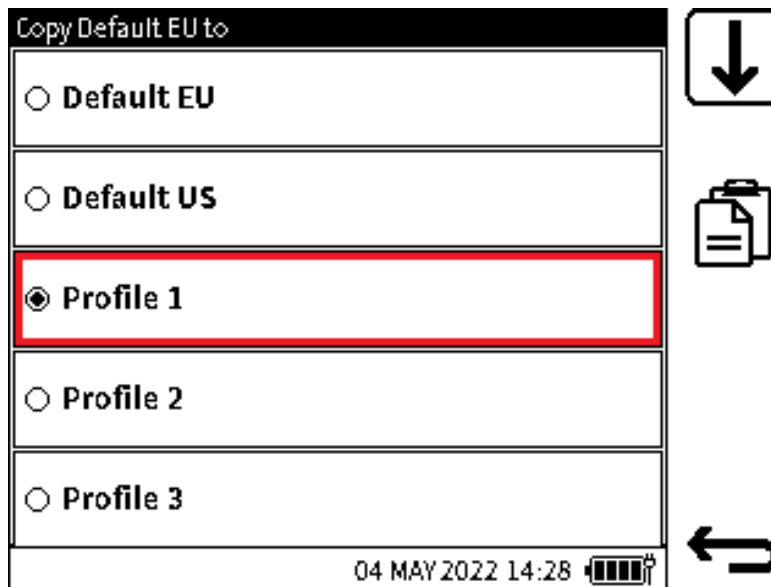 Copy Default EU to
Default EU
Default US
Profile 1
Profile 2
Profile 3
04 MAY 2022 14:28